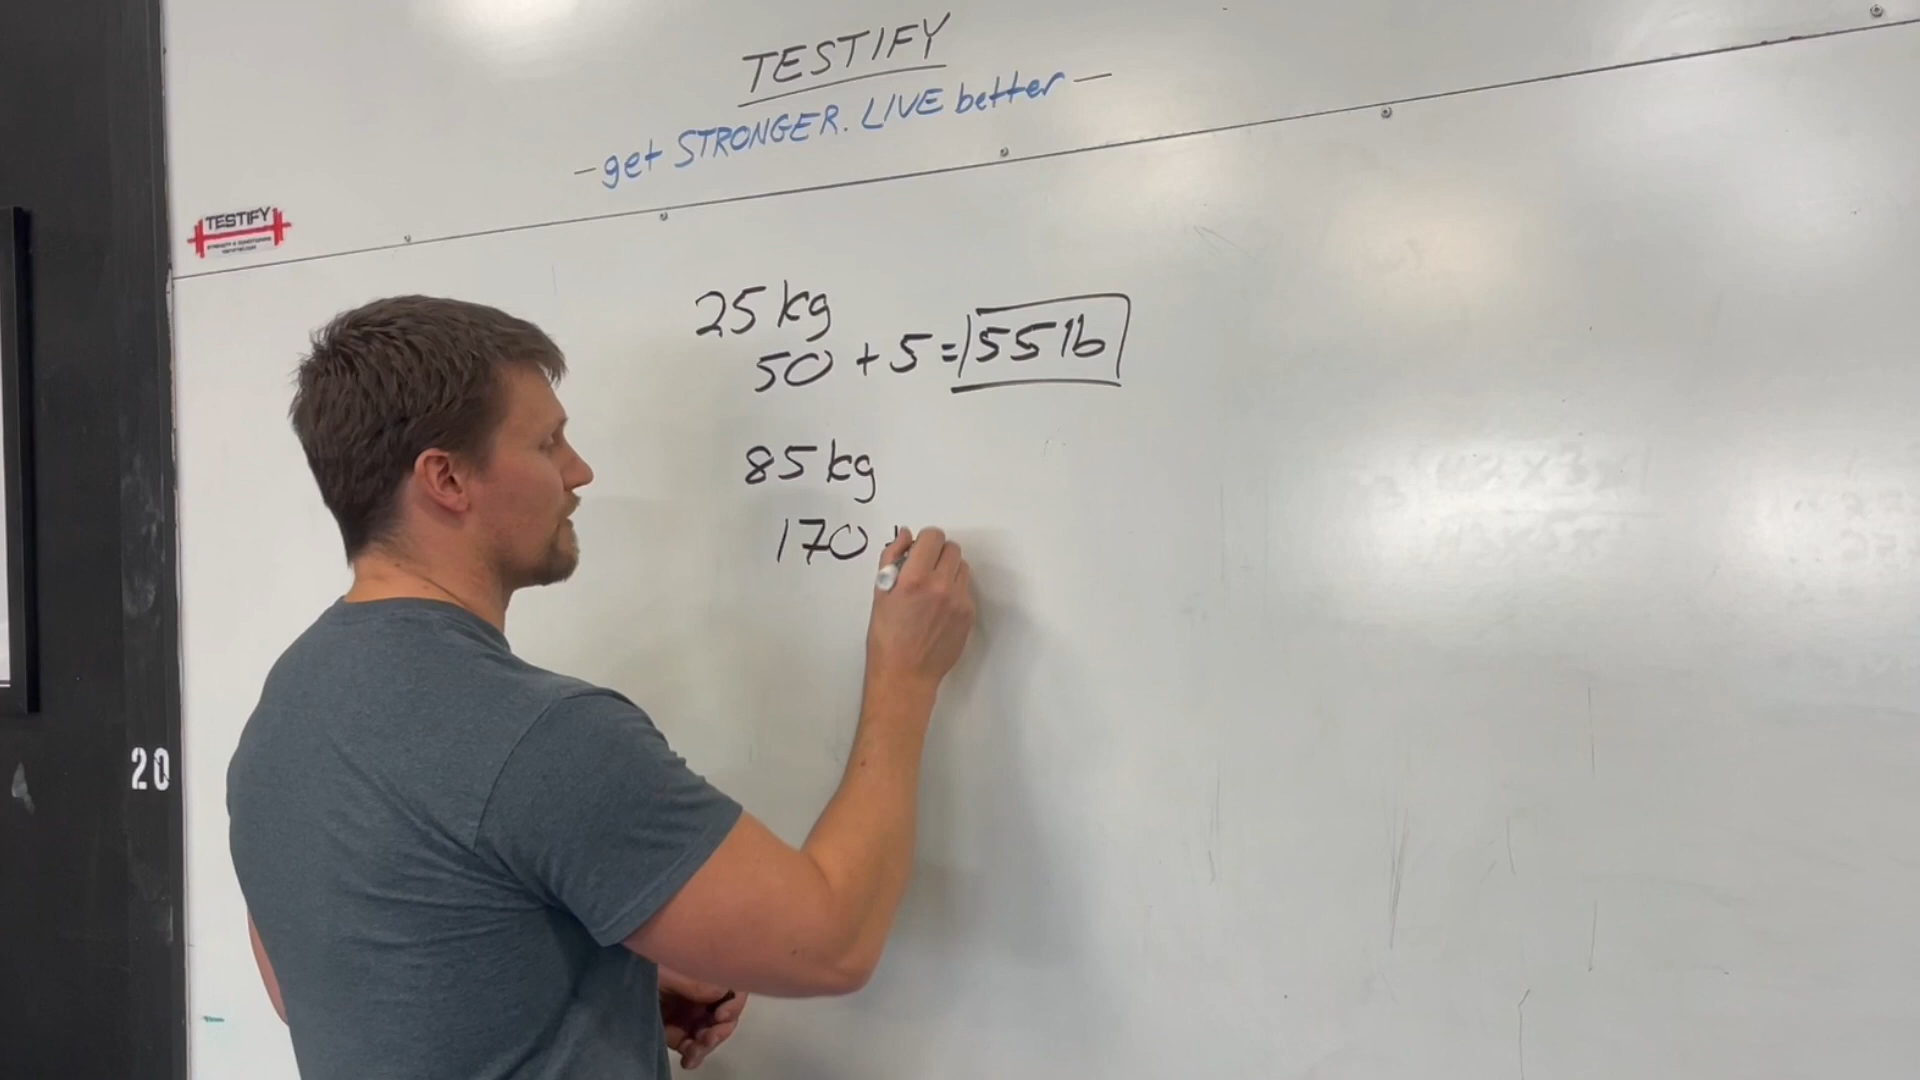 TESTIFY
-get STRONGER. LIVE better-
TESTIFY
25 kg
50 + 5 = 55 lb
85 kg
170 +
20